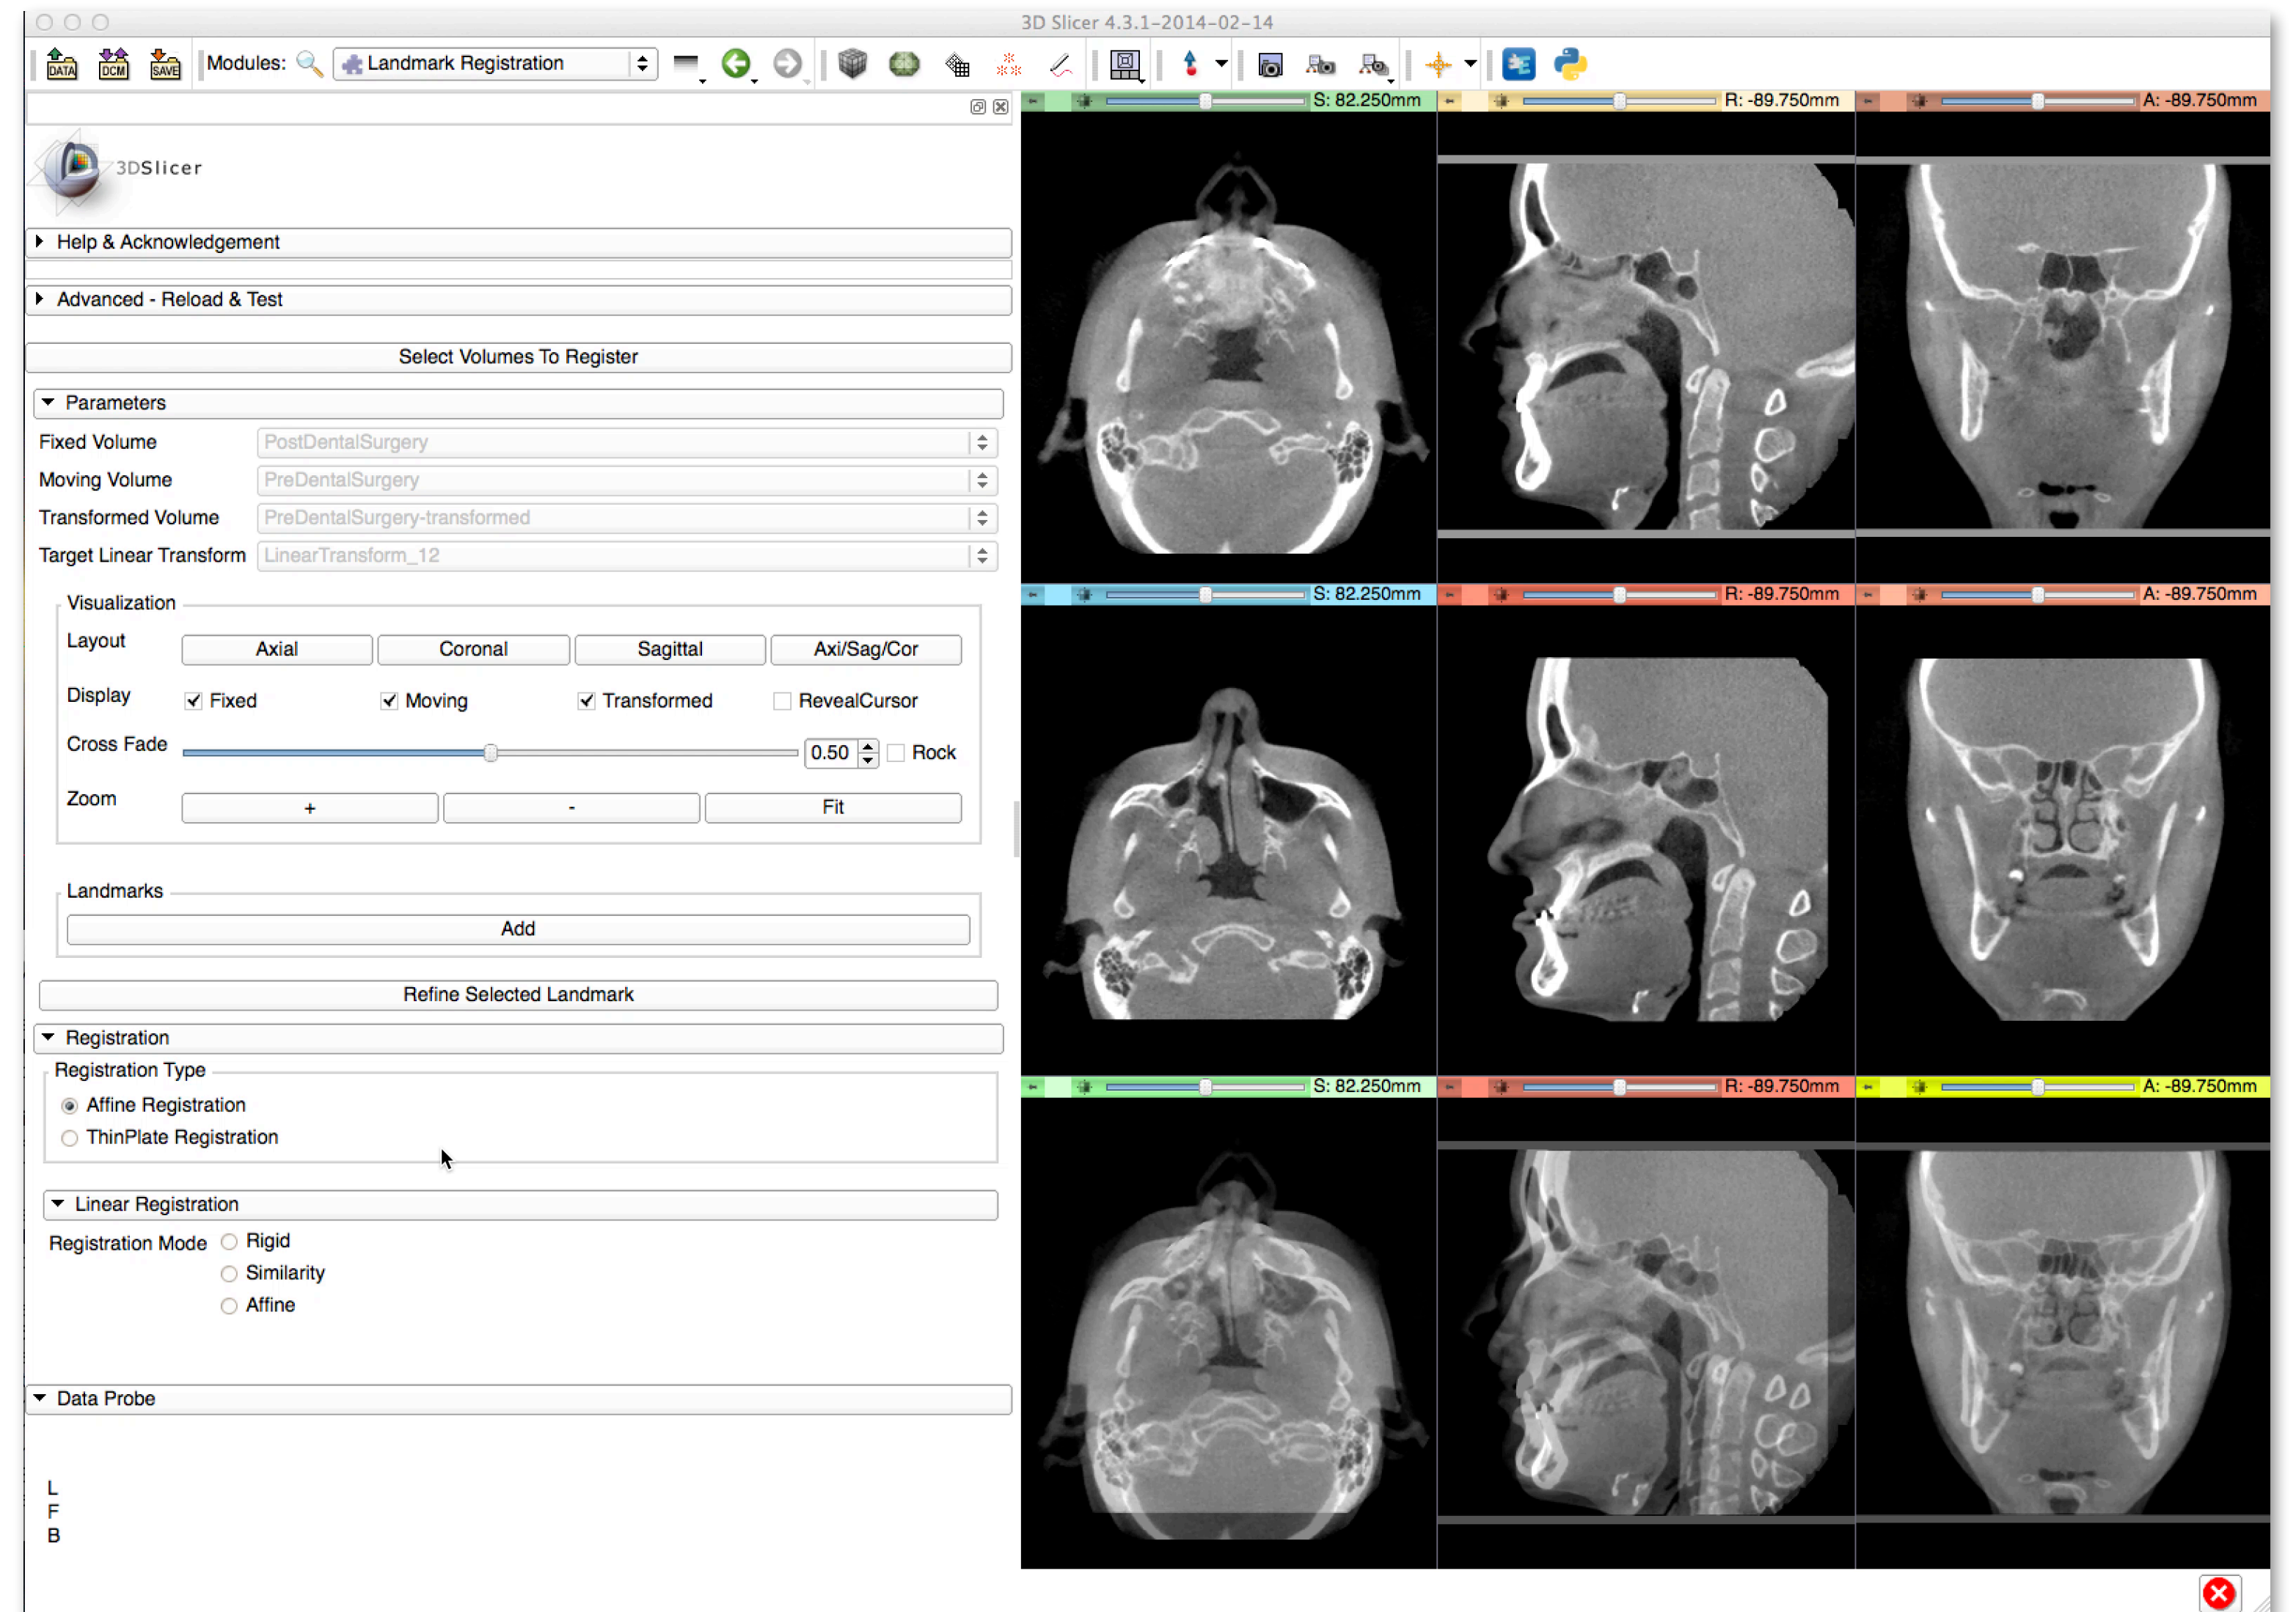 3D Slicer 4.3.1-2014-02-14
DATA DCM SAVE Modules: Landmark Registration
S: 82.250mm R: -89.750mm A: -89.750mm
3DSlicer
Help & Acknowledgement
Advanced - Reload & Test
Select Volumes To Register
Parameters
Fixed Volume PostDentalSurgery
Moving Volume PreDentalSurgery
Transformed Volume PreDentalSurgery-transformed
Target Linear Transform LinearTransform_12
S: 82.250mm R: -89.750mm A: -89.750mm
Visualization
Layout Axial Coronal Sagittal Axi/Sag/Cor
Display Fixed Moving Transformed RevealCursor
Cross Fade 0.50 Rock
Zoom + - Fit
Landmarks
Add
Refine Selected Landmark
Registration
Registration Type
S: 82.250mm R: -89.750mm A: -89.750mm
Affine Registration
ThinPlate Registration
Linear Registration
Registration Mode Rigid
Similarity
Affine
Data Probe
L
F
B